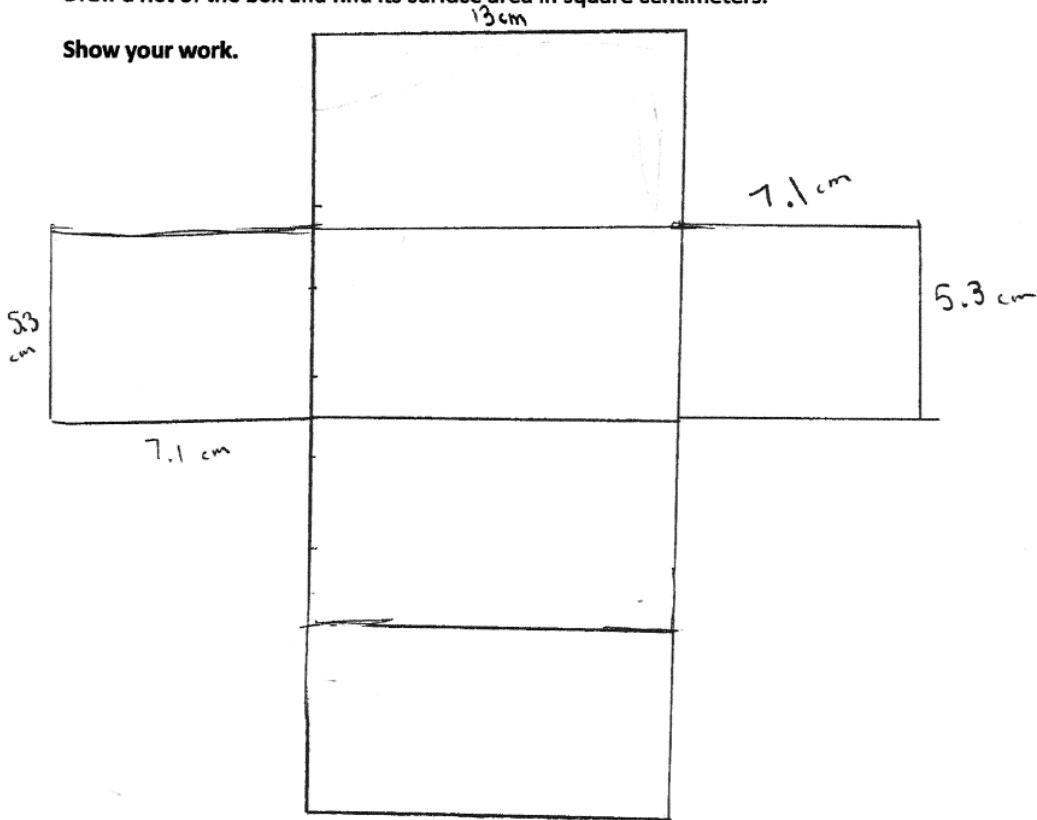 Draw a net of the box and find its surface area in square centimeters.
13 cm
Show your work.
7.1 cm
5.3 cm
5.3
cm
7.1 cm